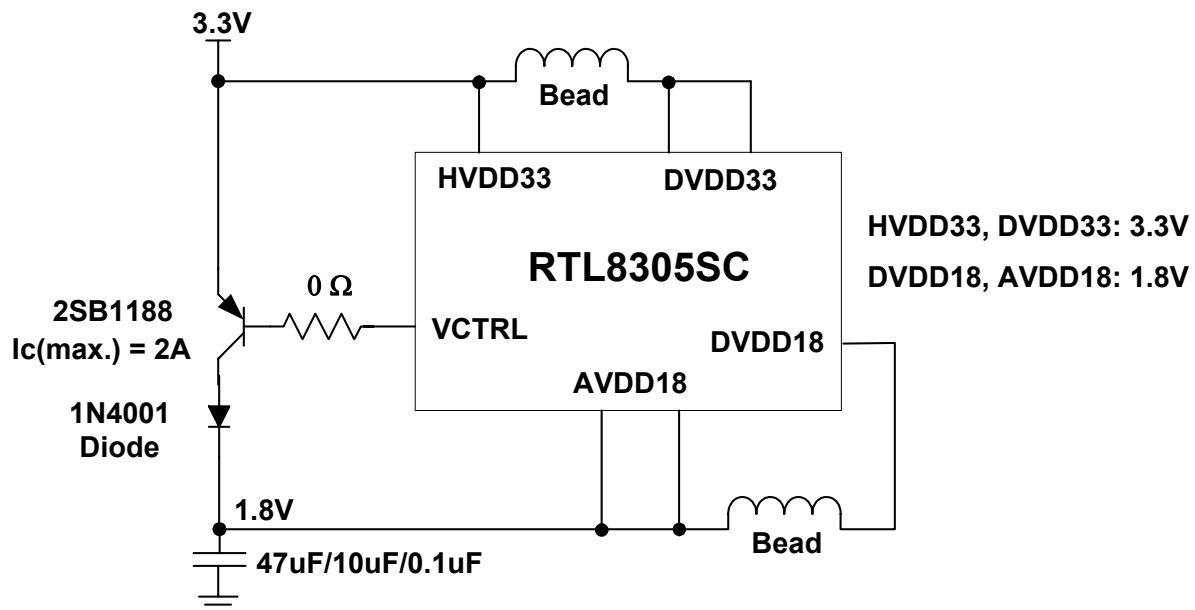 3.3V
Bead
HVDD33
DVDD33
HVDD33, DVDD33: 3.3V
RTL8305SC
DVDD18, AVDD18: 1.8V
0 Ω
2SB1188
Ic(max.) = 2A
VCTRL
DVDD18
AVDD18
1N4001
Diode
1.8V
Bead
47uF/10uF/0.1uF